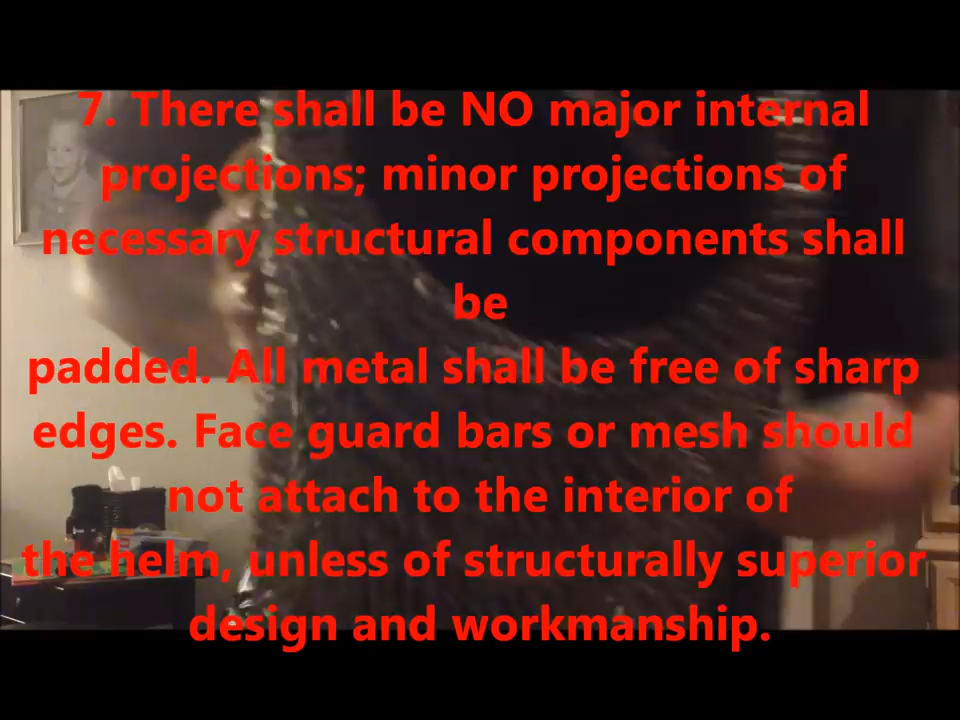 7. There shall be NO major internal
projections; minor projections of
necessary structural components shall
be
padded. All metal shall be free of sharp
edges. Face guard bars or mesh should
not attach to the interior of
the helm, unless of structurally superior
design and workmanship.